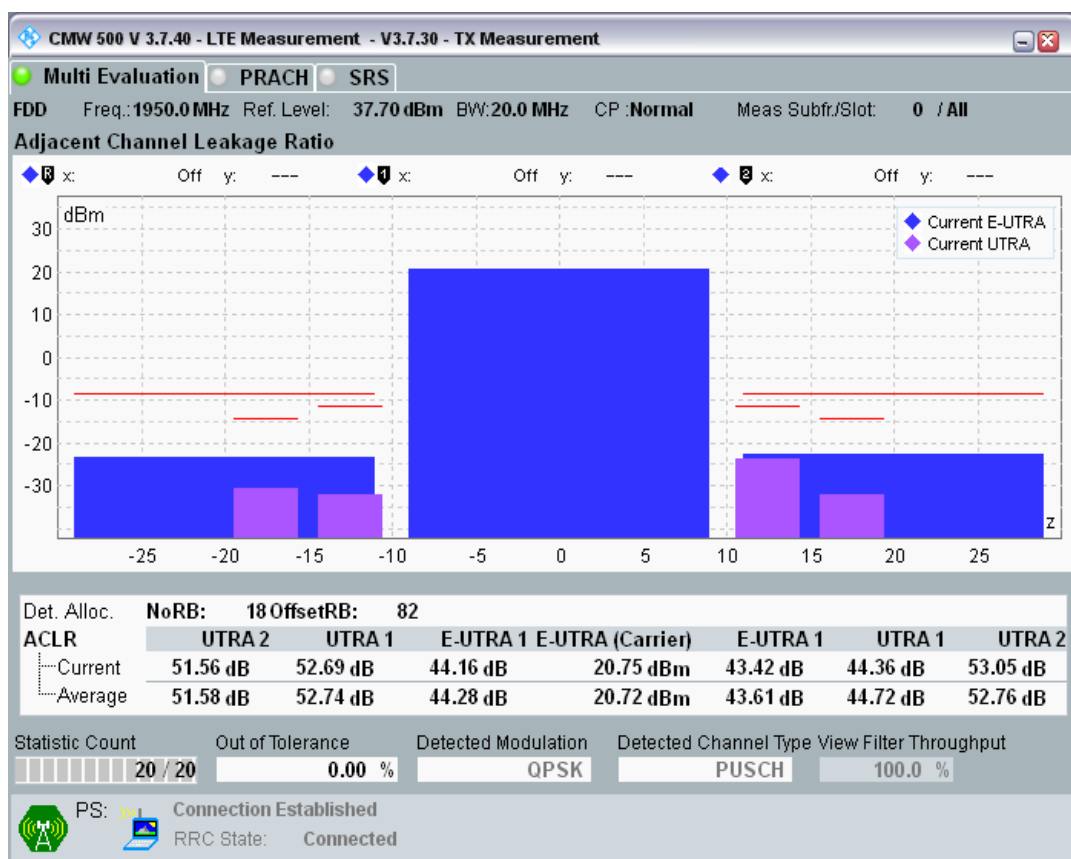 CMW 500 V 3.7.40 - LTE Measurement - V3.7.30 - TX Measurement
Multi Evaluation PRACH SRS
FDD Freq.: 1950.0 MHz Ref. Level: 37.70 dBm BW: 20.0 MHz CP : Normal Meas Subfr./Slot: 0 / All
Adjacent Channel Leakage Ratio
R x: Off y: --- 1 x: Off y: --- 2 x: Off y: ---
dBm
Current E-UTRA
Current UTRA
30
20
10
0
-10
-20
-30
z
-25 -20 -15 -10 -5 0 5 10 15 20 25
Det. Alloc. NoRB: 18 OffsetRB: 82
ACLR UTRA 2 UTRA 1 E-UTRA 1 E-UTRA (Carrier) E-UTRA 1 UTRA 1 UTRA 2
Current 51.56 dB 52.69 dB 44.16 dB 20.75 dBm 43.42 dB 44.36 dB 53.05 dB
Average 51.58 dB 52.74 dB 44.28 dB 20.72 dBm 43.61 dB 44.72 dB 52.76 dB
Statistic Count Out of Tolerance Detected Modulation Detected Channel Type View Filter Throughput
20 / 20 0.00 % QPSK PUSCH 100.0 %
PS: Connection Established
RRC State: Connected